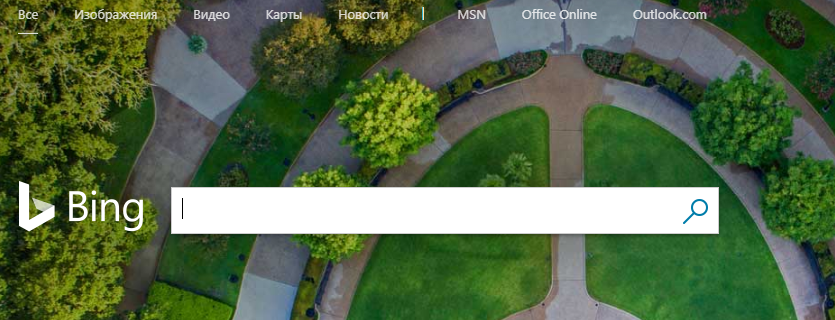 Все Изображения Видео Карты Новости | MSN Office Online Outlook.com
Bing